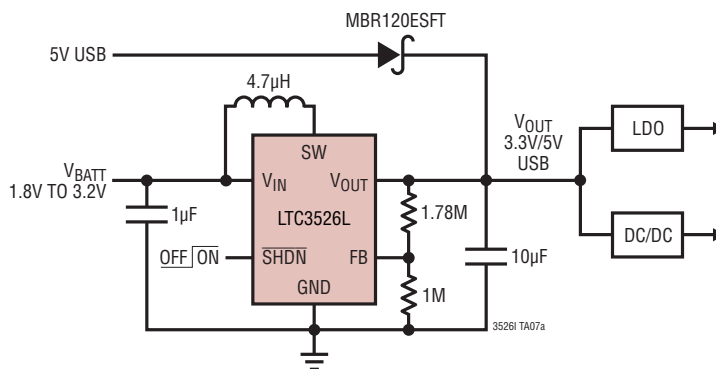 MBR120ESFT
5V USB
4.7µH
VOUT
3.3V/5V
USB
LDO
SW
VBATT
1.8V TO 3.2V
VIN
VOUT
1.78M
1µF
LTC3526L
DC/DC
OFF ON
SHDN
FB
10µF
GND
1M
3526l TA07a